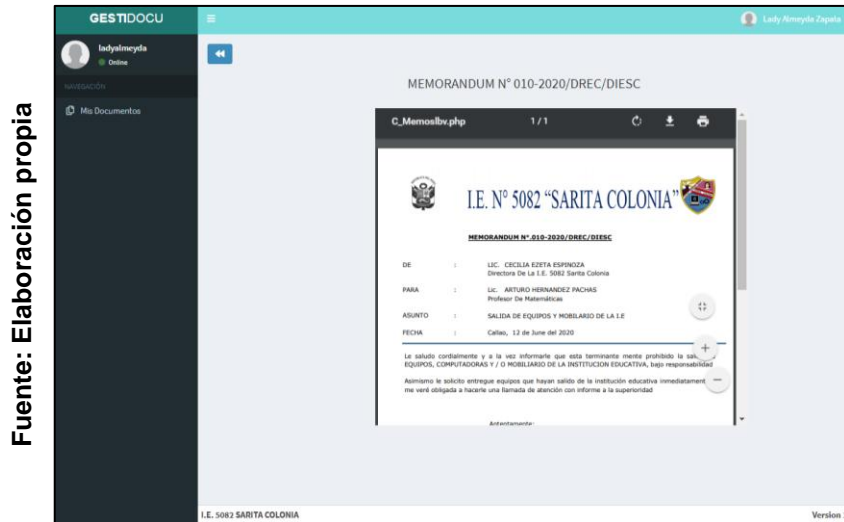 Fuente: Elaboración propia
GESTIDOCU
Lady Almeyda Zapata
ladyalmeyda
Online
NAVEGACIÓN
Mis Documentos
MEMORANDUM N° 010-2020/DREC/DIESC
C_Memoslbv.php 1 / 1
I.E. N° 5082 “SARITA COLONIA”
MEMORANDUM N°.010-2020/DREC/DIESC
DE : LIC. CECILIA EZETA ESPINOZA
Directora De La I.E. 5082 Santa Colonia
PARA : Lic. ARTURO HERNANDEZ PACHAS
Profesor De Matemáticas
ASUNTO : SALIDA DE EQUIPOS Y MOBILARIO DE LA I.E
FECHA : Callao, 12 de June del 2020
Le saludo cordialmente y a la vez informarle que esta terminante mente prohibido la
EQUIPOS, COMPUTADORAS Y / O MOBILIARIO DE LA INSTITUCION EDUCATIVA, bajo responsabilidad
Asimismo le solicito entregue equipos que hayan salido de la institución educativa
me veré obligada a hacerle una llamada de atención con informe a la superioridad
Atentamente:
I.E. 5082 SARITA COLONIA
Version